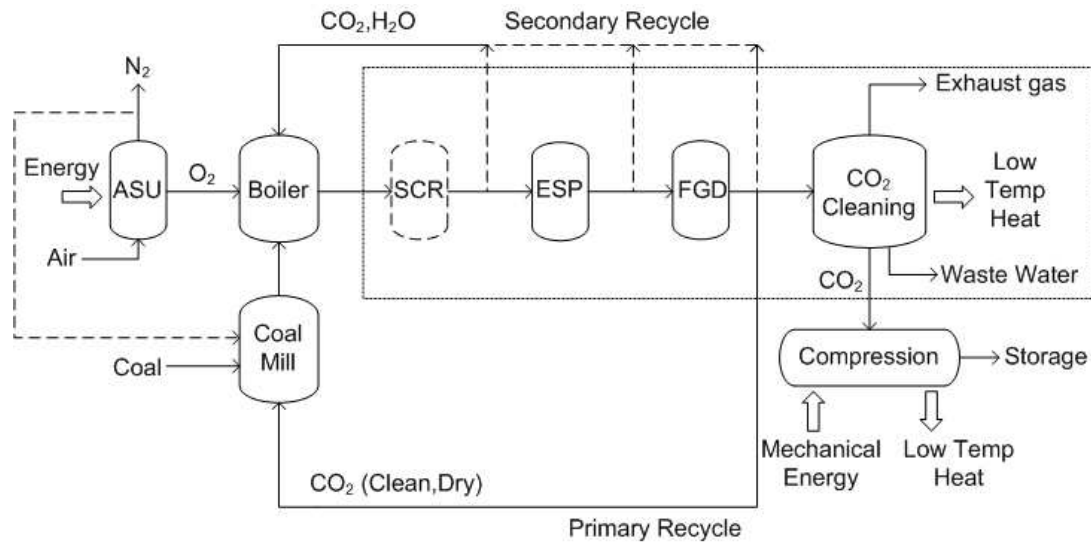 CO₂,H₂O
Secondary Recycle
N₂
Exhaust gas
Energy
ASU
O₂
Boiler
SCR
ESP
FGD
CO₂
Cleaning
Low
Temp
Heat
Air
Waste Water
CO₂
Coal
Mill
Coal
Compression
Storage
Mechanical
Energy
Low Temp
Heat
CO₂ (Clean,Dry)
Primary Recycle